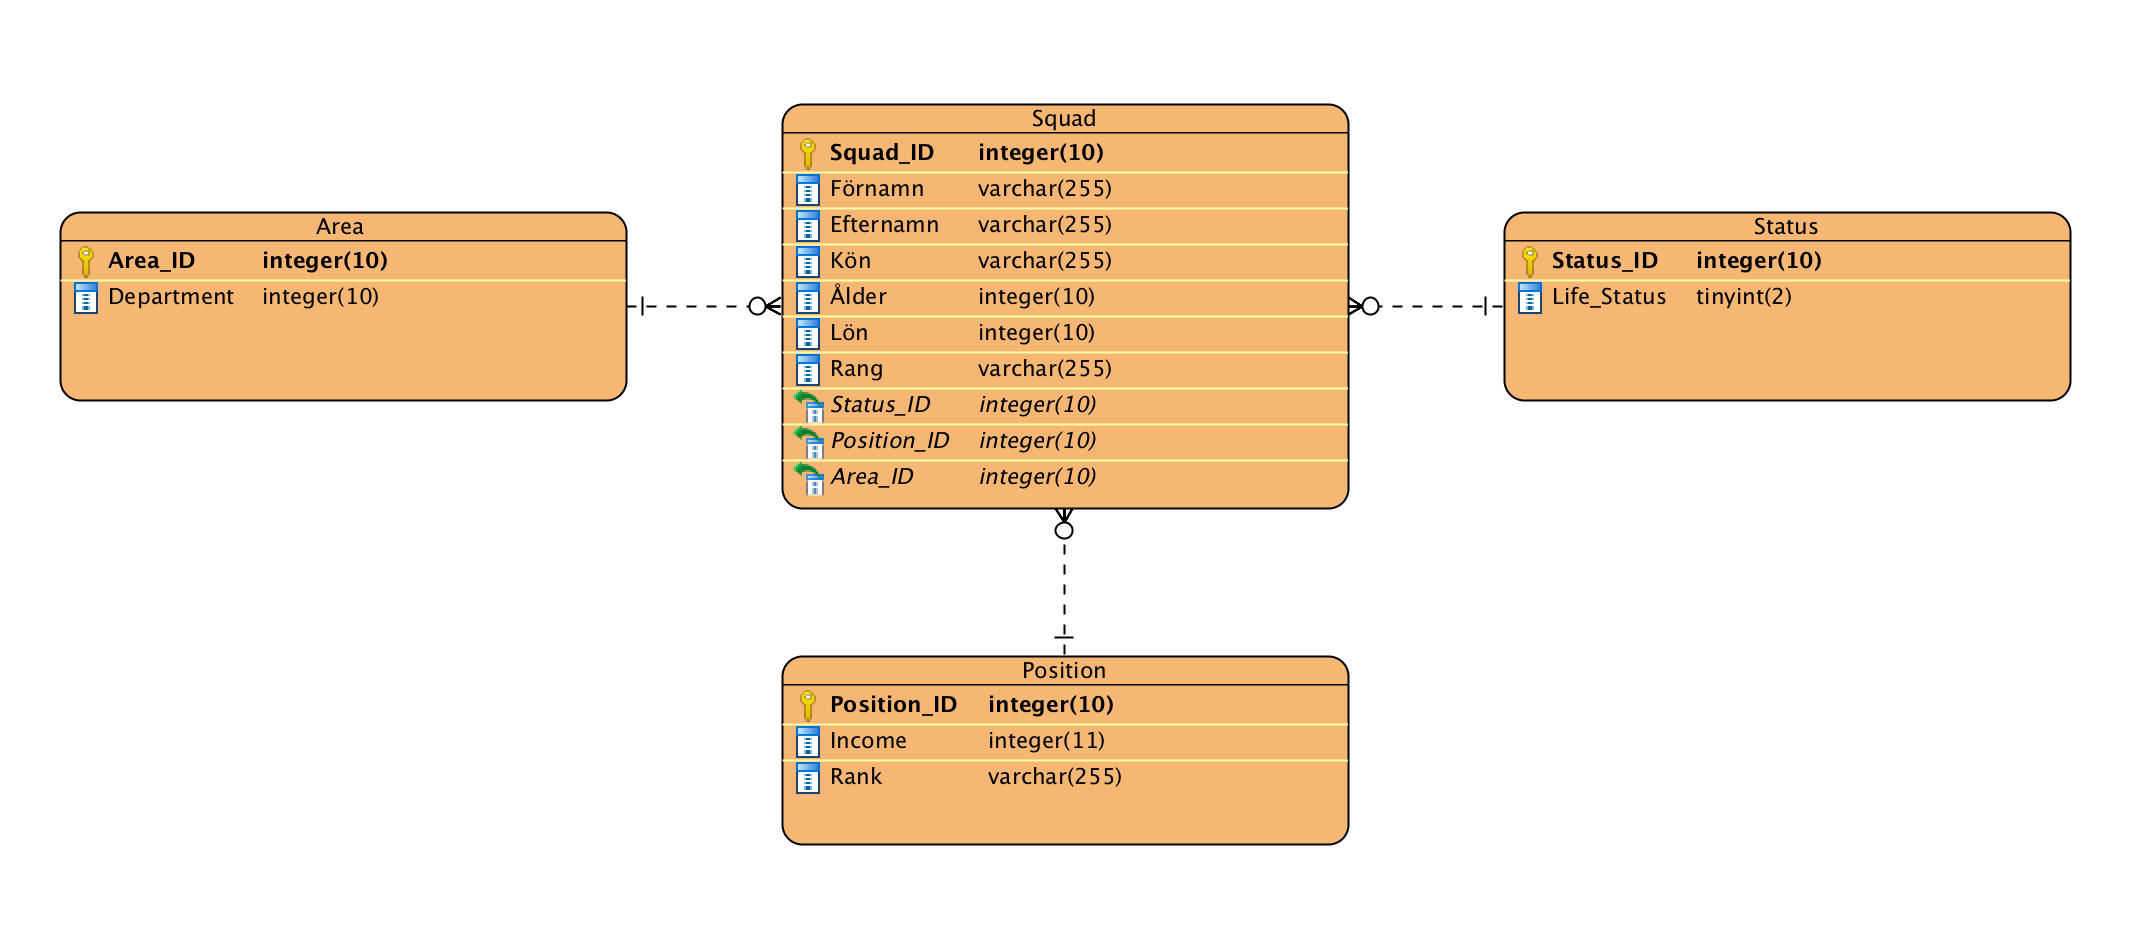 Squad
Squad_ID integer(10)
Förnamn varchar(255)
Efternamn varchar(255)
Kön varchar(255)
Ålder integer(10)
Lön integer(10)
Rang varchar(255)
Status_ID integer(10)
Position_ID integer(10)
Area_ID integer(10)
Area
Area_ID integer(10)
Department integer(10)
Status
Status_ID integer(10)
Life_Status tinyint(2)
Position
Position_ID integer(10)
Income integer(11)
Rank varchar(255)